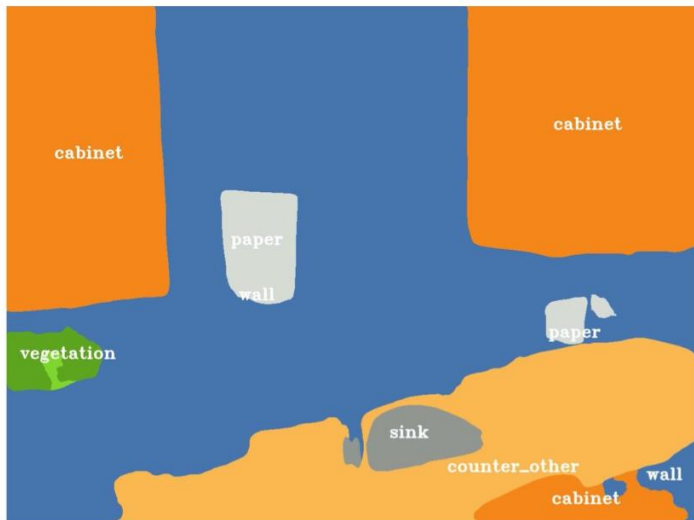 cabinet
cabinet
paper
wall
paper
vegetation
sink
counter_other
wall
cabinet